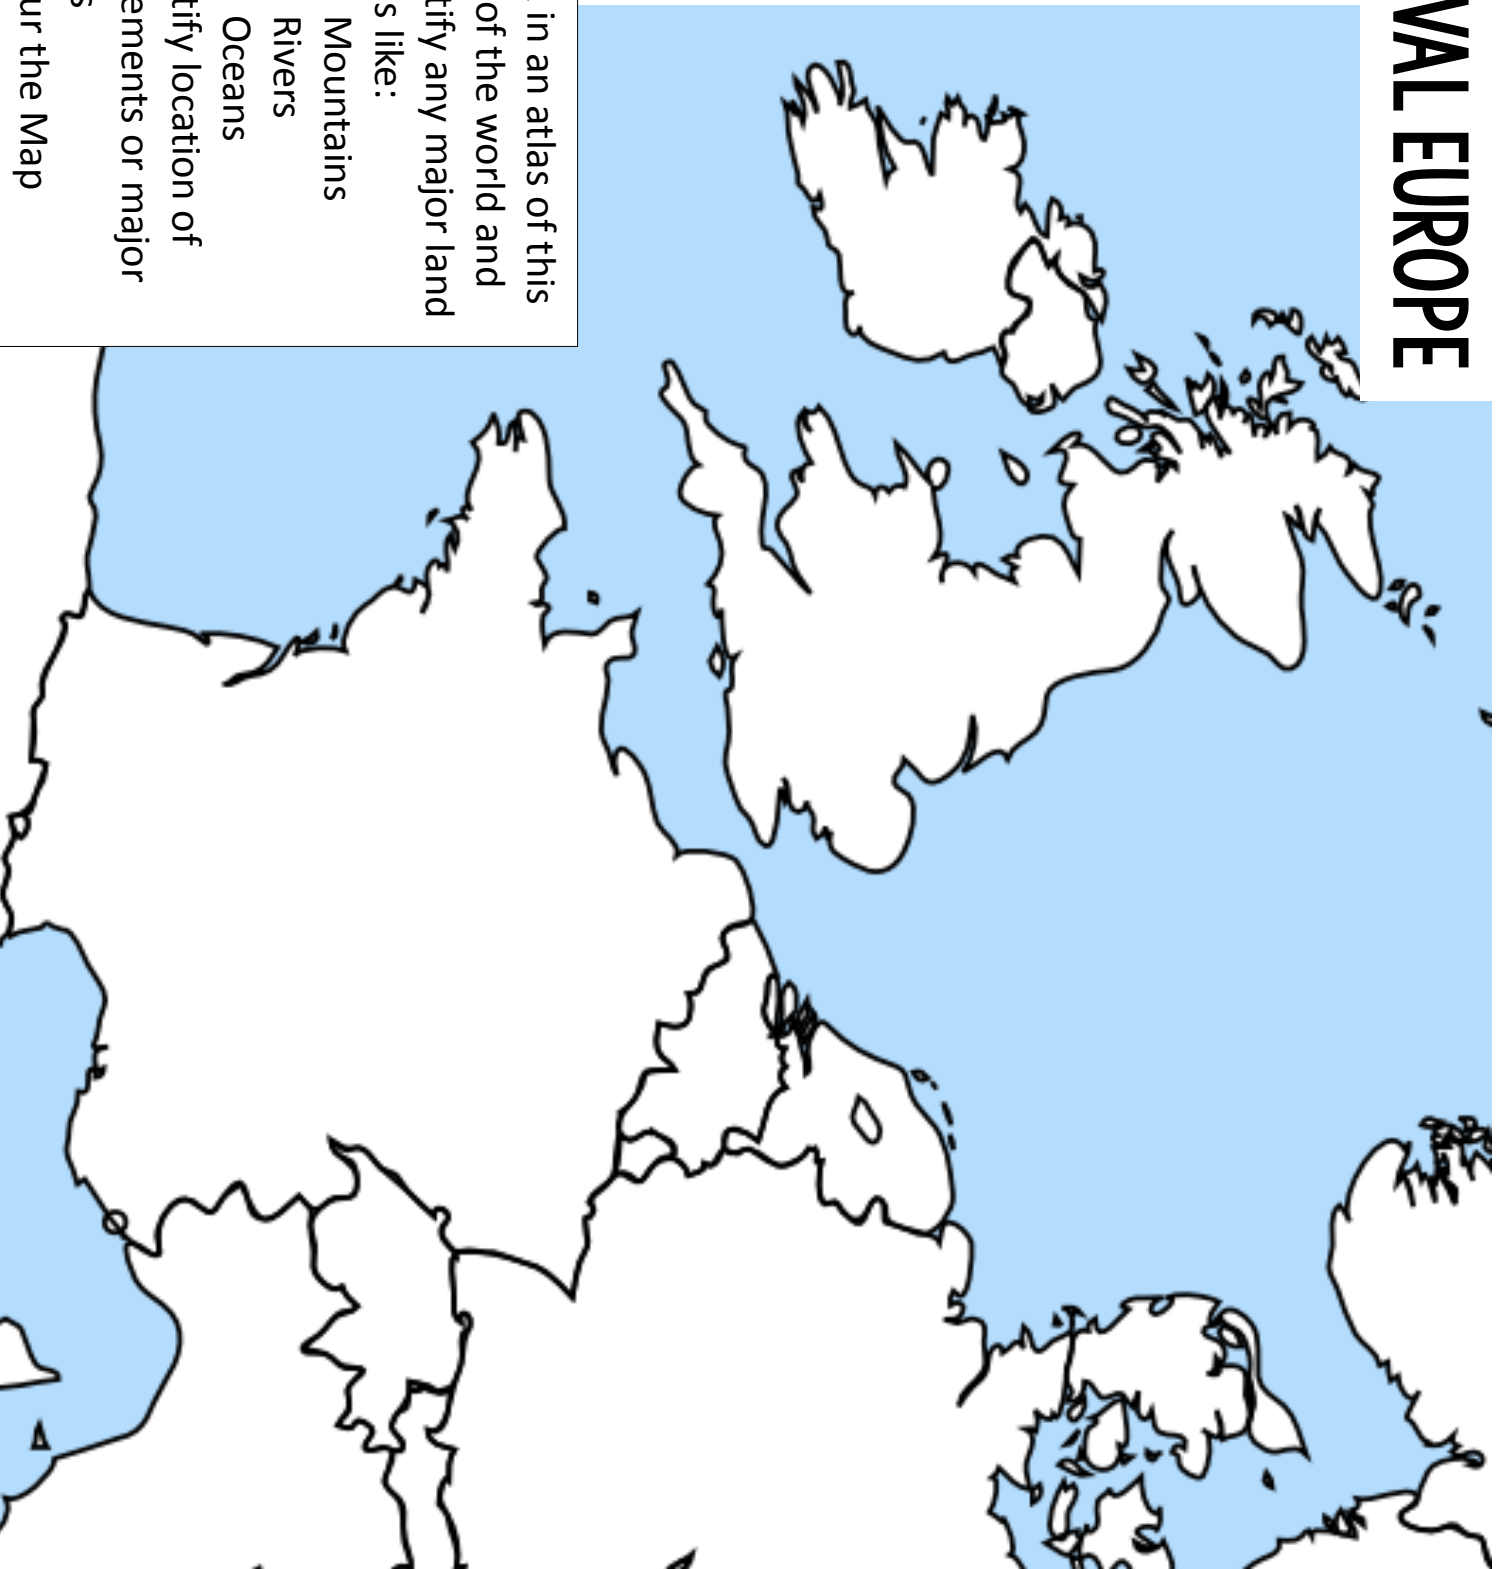 VAL EUROPE
in an atlas of this
of the world and
tify any major land
s like:
Mountains
Rivers
Oceans
tify location of
ements or major
s
ur the Map